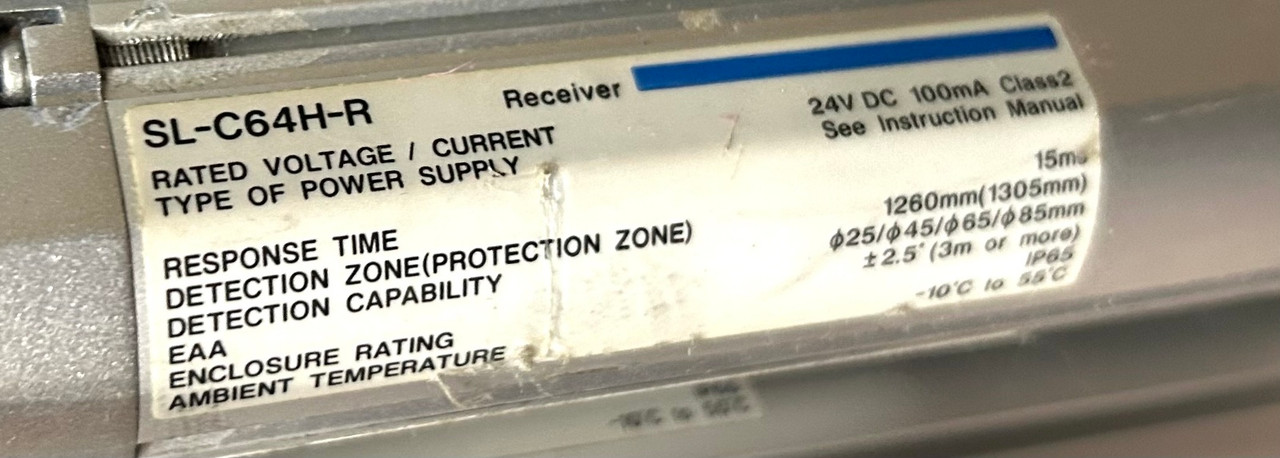 SL-C64H-R Receiver
RATED VOLTAGE / CURRENT 24V DC 100mA Class2
TYPE OF POWER SUPPLY See Instruction Manual
RESPONSE TIME 15ms
DETECTION ZONE(PROTECTION ZONE) 1260mm(1305mm)
DETECTION CAPABILITY ϕ25/ϕ45/ϕ65/ϕ85mm
EAA ±2.5° (3m or more)
ENCLOSURE RATING IP65
AMBIENT TEMPERATURE -10°C to 55°C